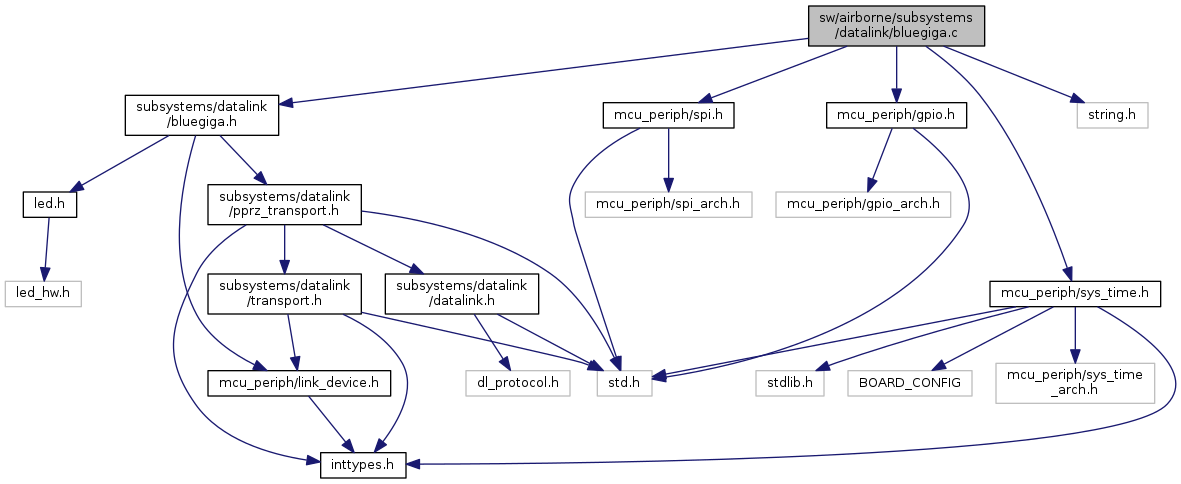 sw/airborne/subsystems
/datalink/bluegiga.c
subsystems/datalink
/bluegiga.h
mcu_periph/spi.h
mcu_periph/gpio.h
string.h
led.h
subsystems/datalink
/pprz_transport.h
mcu_periph/spi_arch.h
mcu_periph/gpio_arch.h
led_hw.h
subsystems/datalink
/transport.h
subsystems/datalink
/datalink.h
mcu_periph/sys_time.h
mcu_periph/link_device.h
dl_protocol.h
std.h
stdlib.h
BOARD_CONFIG
mcu_periph/sys_time
_arch.h
inttypes.h